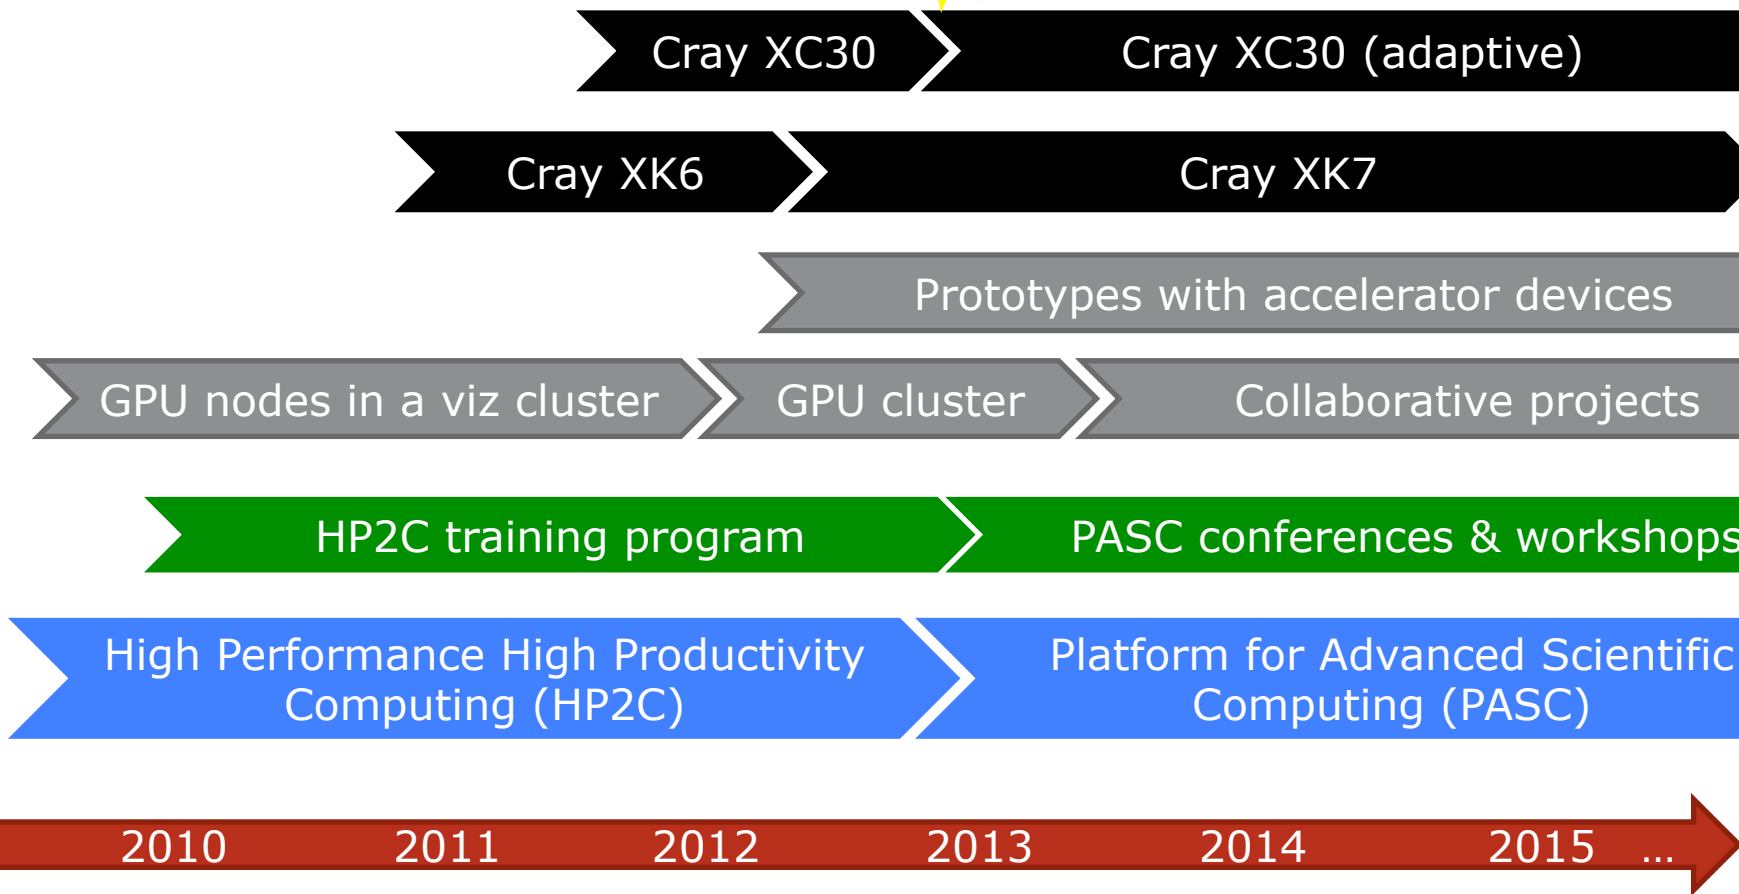 Cray XC30
Cray XC30 (adaptive)
Cray XK6
Cray XK7
Prototypes with accelerator devices
GPU nodes in a viz cluster
GPU cluster
Collaborative projects
HP2C training program
PASC conferences & workshops
High Performance High Productivity
Computing (HP2C)
Platform for Advanced Scientific
Computing (PASC)
2010 2011 2012 2013 2014 2015 ...